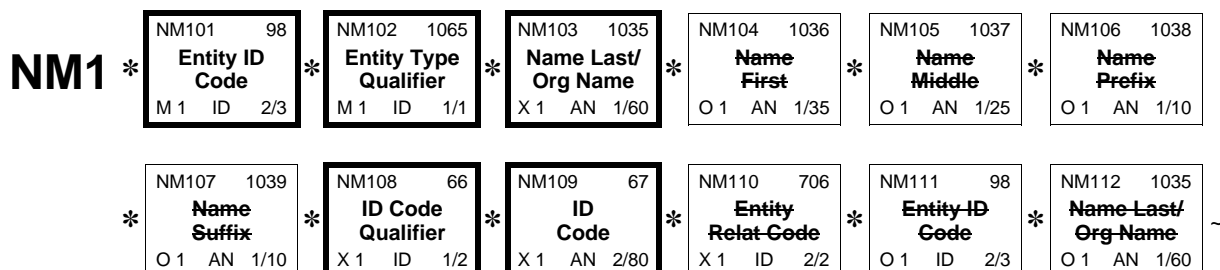 NM101 98 NM102 1065 NM103 1035 NM104 1036 NM105 1037 NM106 1038
NM1 * Entity ID Code * Entity Type Qualifier * Name Last/ Org Name * Name First * Name Middle * Name Prefix
M 1 ID 2/3 M 1 ID 1/1 X 1 AN 1/60 O 1 AN 1/35 O 1 AN 1/25 O 1 AN 1/10
NM107 1039 NM108 66 NM109 67 NM110 706 NM111 98 NM112 1035
* Name Suffix * ID Code Qualifier * ID Code * Entity Relat Code * Entity ID Code * Name Last/ Org Name ~
O 1 AN 1/10 X 1 ID 1/2 X 1 AN 2/80 X 1 ID 2/2 O 1 ID 2/3 O 1 AN 1/60